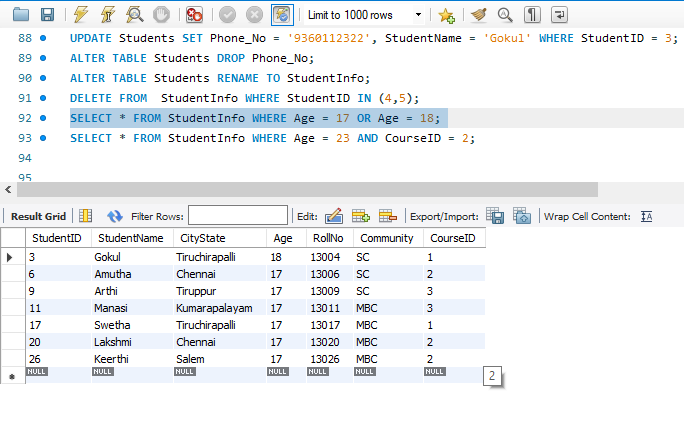 Limit to 1000 rows
88 UPDATE Students SET Phone_No = '9360112322', StudentName = 'Gokul' WHERE StudentID = 3;
89 ALTER TABLE Students DROP Phone_No;
90 ALTER TABLE Students RENAME TO StudentInfo;
91 DELETE FROM  StudentInfo WHERE StudentID IN (4,5);
92 SELECT * FROM StudentInfo WHERE Age = 17 OR Age = 18;
93 SELECT * FROM StudentInfo WHERE Age = 23 AND CourseID = 2;
94
95
Result Grid Filter Rows: Edit: Export/Import: Wrap Cell Content: IA
StudentID StudentName CityState Age RollNo Community CourseID
3 Gokul Tiruchirapalli 18 13004 SC 1
6 Amutha Chennai 17 13006 SC 2
9 Arthi Tiruppur 17 13009 SC 3
11 Manasi Kumarapalayam 17 13011 MBC 3
17 Swetha Tiruchirapalli 17 13017 MBC 1
20 Lakshmi Chennai 17 13020 MBC 2
26 Keerthi Salem 17 13026 MBC 2
NULL NULL NULL NULL NULL NULL NULL
2